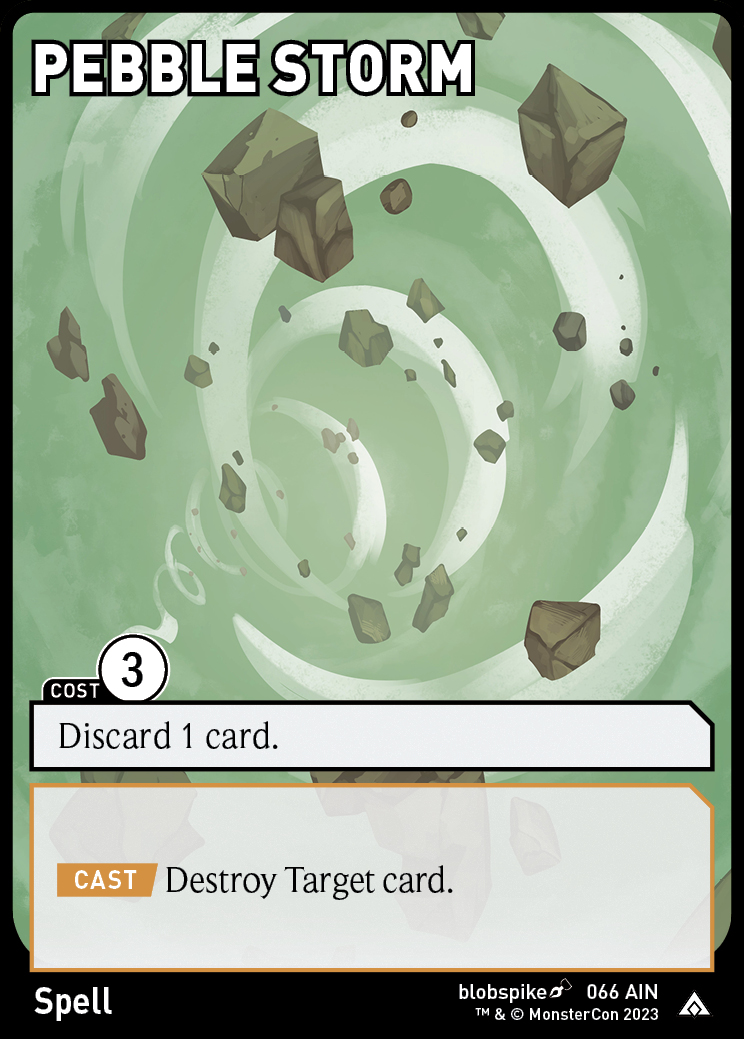 PEBBLE STORM
COST 3
Discard 1 card.
CAST Destroy Target card.
Spell
blobspike 066 AIN
™ & © MonsterCon 2023